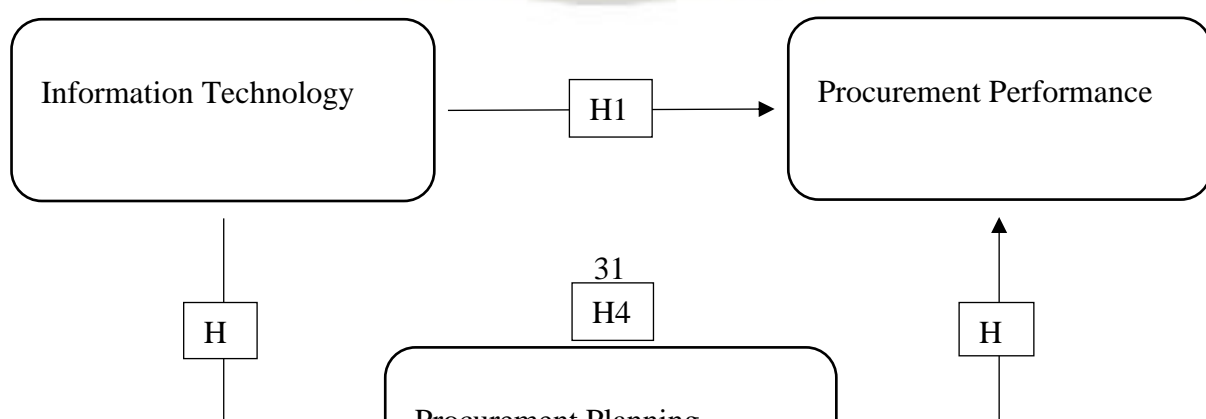 Information Technology
H1
Procurement Performance
31
H4
H
H
Procurement Planning